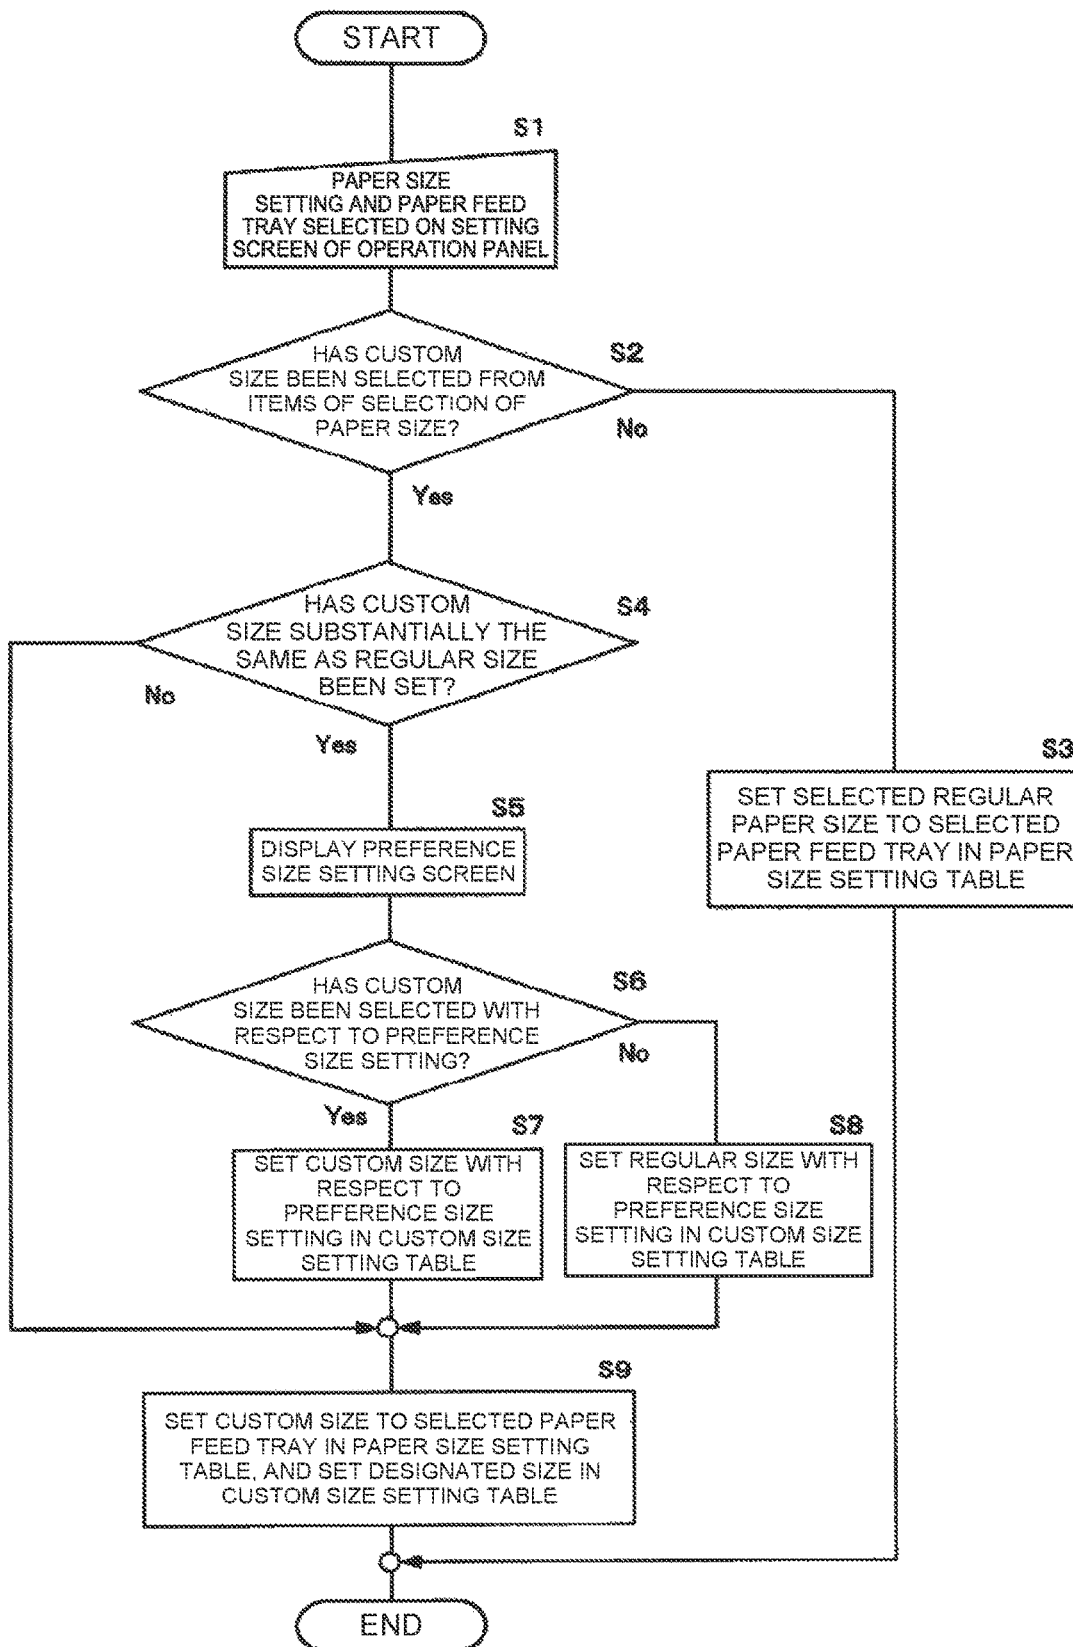 START
S1
PAPER SIZE
SETTING AND PAPER FEED
TRAY SELECTED ON SETTING
SCREEN OF OPERATION PANEL
S2
HAS CUSTOM
SIZE BEEN SELECTED FROM
ITEMS OF SELECTION OF
PAPER SIZE?
No
Yes
S4
HAS CUSTOM
SIZE SUBSTANTIALLY THE
SAME AS REGULAR SIZE
BEEN SET?
No
Yes
S3
SET SELECTED REGULAR
PAPER SIZE TO SELECTED
PAPER FEED TRAY IN PAPER
SIZE SETTING TABLE
S5
DISPLAY PREFERENCE
SIZE SETTING SCREEN
S6
HAS CUSTOM
SIZE BEEN SELECTED WITH
RESPECT TO PREFERENCE
SIZE SETTING?
No
Yes
S7
SET CUSTOM SIZE WITH
RESPECT TO
PREFERENCE SIZE
SETTING IN CUSTOM SIZE
SETTING TABLE
S8
SET REGULAR SIZE WITH
RESPECT TO
PREFERENCE SIZE
SETTING IN CUSTOM SIZE
SETTING TABLE
S9
SET CUSTOM SIZE TO SELECTED PAPER
FEED TRAY IN PAPER SIZE SETTING
TABLE, AND SET DESIGNATED SIZE IN
CUSTOM SIZE SETTING TABLE
END